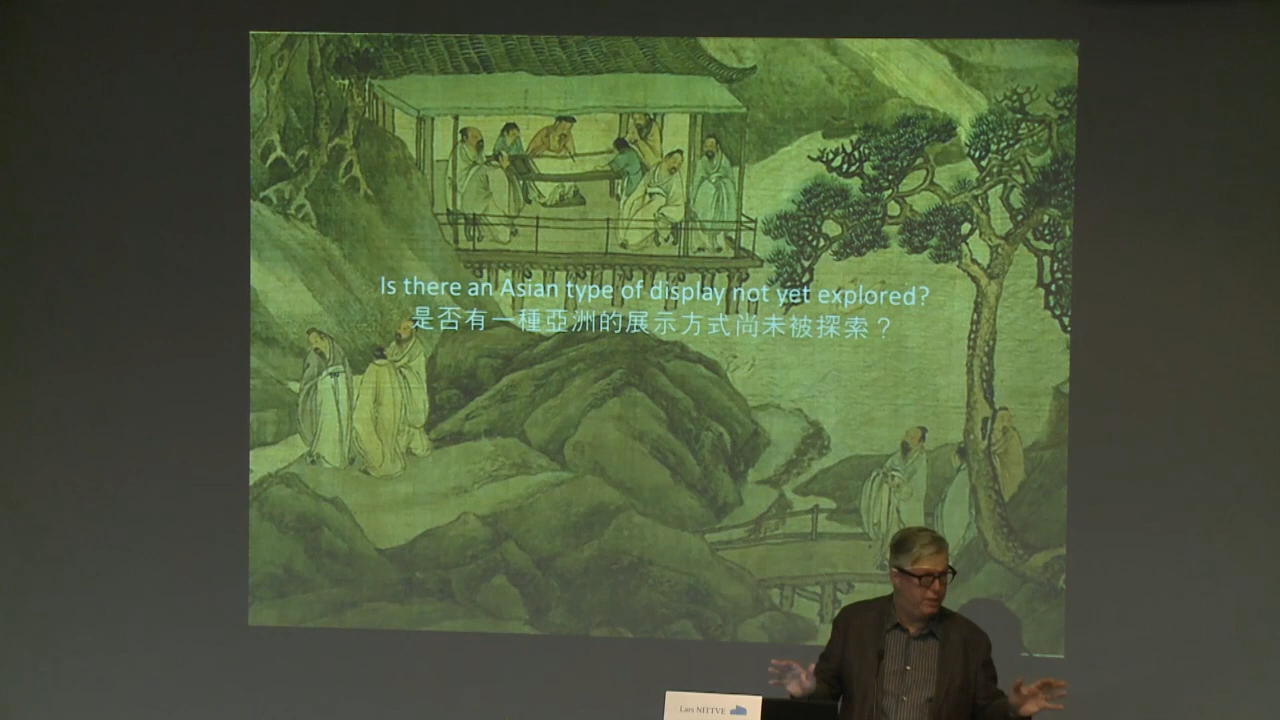 Is there an Asian type of display not yet explored?
是否有一種亞洲的展示方式尚未被探索？
Lars NITTVE